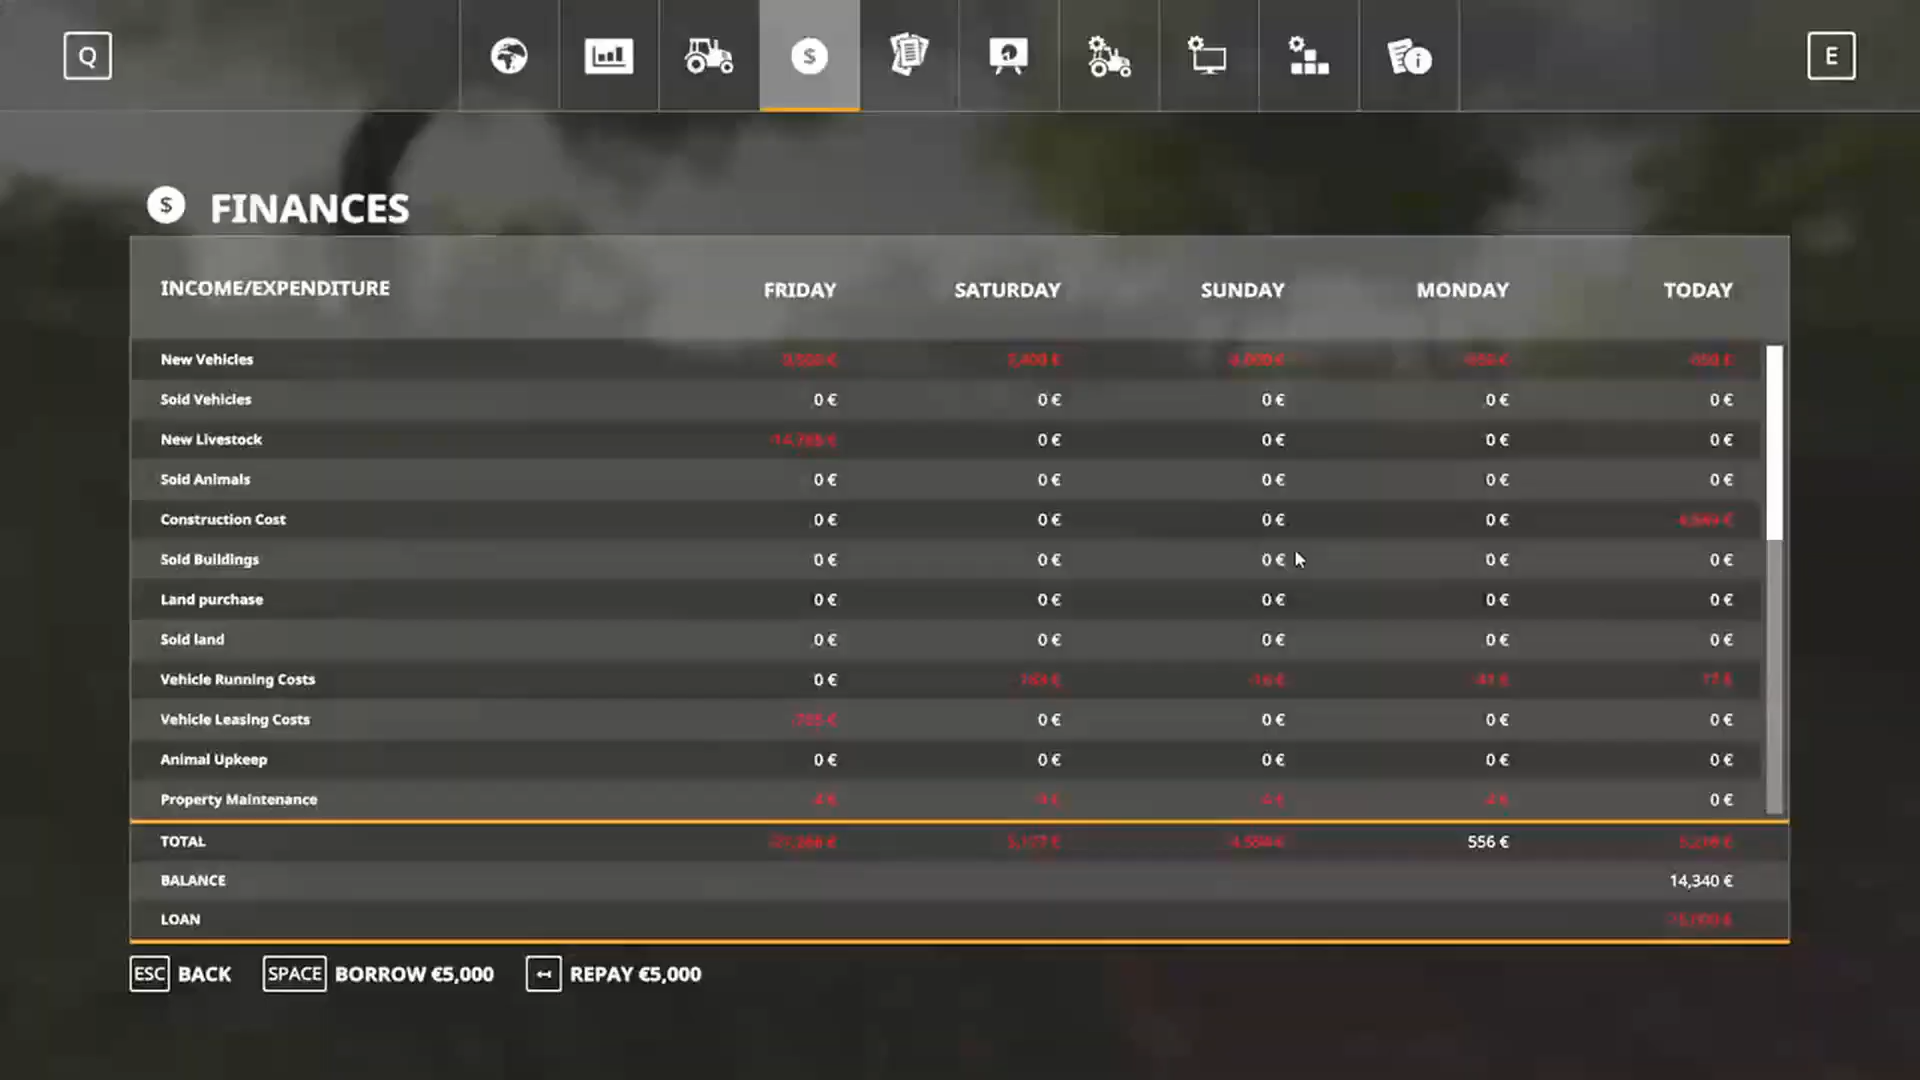 Q
$
E
$ FINANCES
INCOME/EXPENDITURE FRIDAY SATURDAY SUNDAY MONDAY TODAY
New Vehicles
Sold Vehicles 0 € 0 € 0 € 0 € 0 €
New Livestock 0 € 0 € 0 € 0 €
Sold Animals 0 € 0 € 0 € 0 € 0 €
Construction Cost 0 € 0 € 0 € 0 €
Sold Buildings 0 € 0 € 0 € 0 € 0 €
Land purchase 0 € 0 € 0 € 0 € 0 €
Sold land 0 € 0 € 0 € 0 € 0 €
Vehicle Running Costs 0 €
Vehicle Leasing Costs 0 € 0 € 0 € 0 €
Animal Upkeep 0 € 0 € 0 € 0 € 0 €
Property Maintenance 0 €
TOTAL 556 €
BALANCE 14,340 €
LOAN
ESC BACK SPACE BORROW €5,000 REPAY €5,000